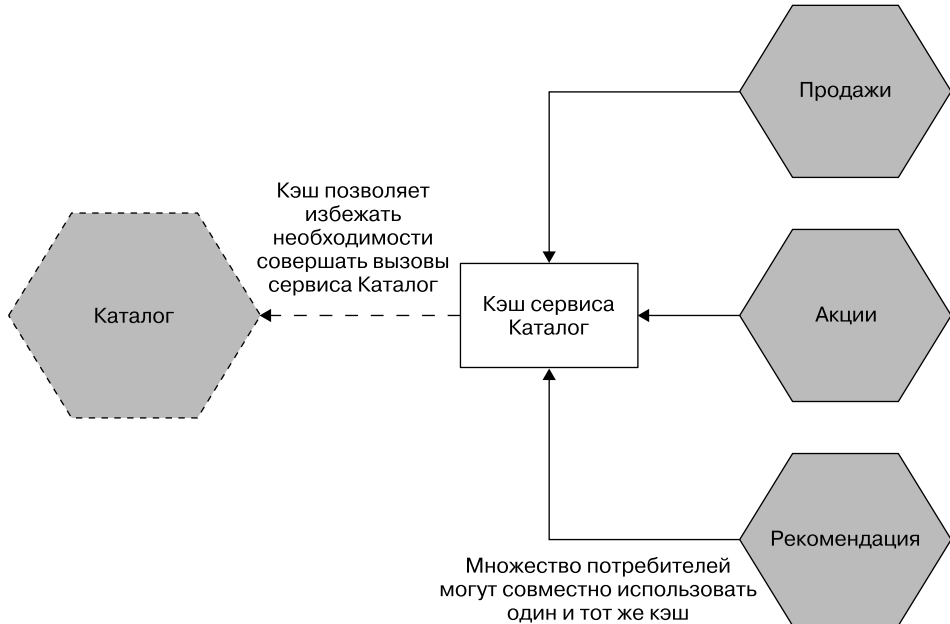 Продажи
Кэш позволяет
избежать
необходимости
совершать вызовы
сервиса Каталог
Каталог
Кэш сервиса
Каталог
Акции
Рекомендация
Множество потребителей
могут совместно использовать
один и тот же кэш